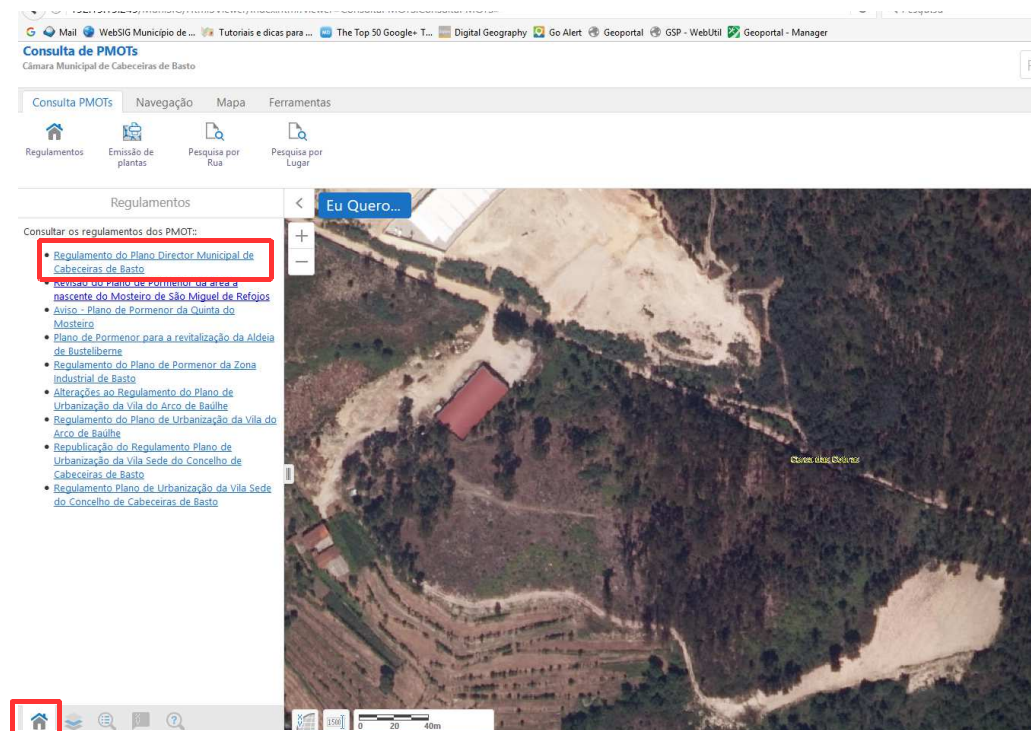 Mail WebSIG Município de ... Tutoriais e dicas para ... The Top 50 Google+ T... Digital Geography Go Alert Geoportal GSP - WebUtil Geoportal - Manager
Consulta de PMOTs
Câmara Municipal de Cabeceiras de Basto
Consulta PMOTs Navegação Mapa Ferramentas
Regulamentos
Emissão de
plantas
Pesquisa por
Rua
Pesquisa por
Lugar
Regulamentos
Eu Quero...
Consultar os regulamentos dos PMOT::
Regulamento do Plano Director Municipal de
Cabeceiras de Basto
Revisão do Plano de Pormenor da área a
nascente do Mosteiro de São Miguel de Refojos
Aviso - Plano de Pormenor da Quinta do
Mosteiro
Plano de Pormenor para a revitalização da Aldeia
de Busteliberne
Regulamento do Plano de Pormenor da Zona
Industrial de Basto
Alterações ao Regulamento do Plano de
Urbanização da Vila do Arco de Baúlhe
Regulamento do Plano de Urbanização da Vila do
Arco de Baúlhe
Republicação do Regulamento Plano de
Urbanização da Vila Sede do Concelho de
Cabeceiras de Basto
Regulamento Plano de Urbanização da Vila Sede
do Concelho de Cabeceiras de Basto
0 20 40m